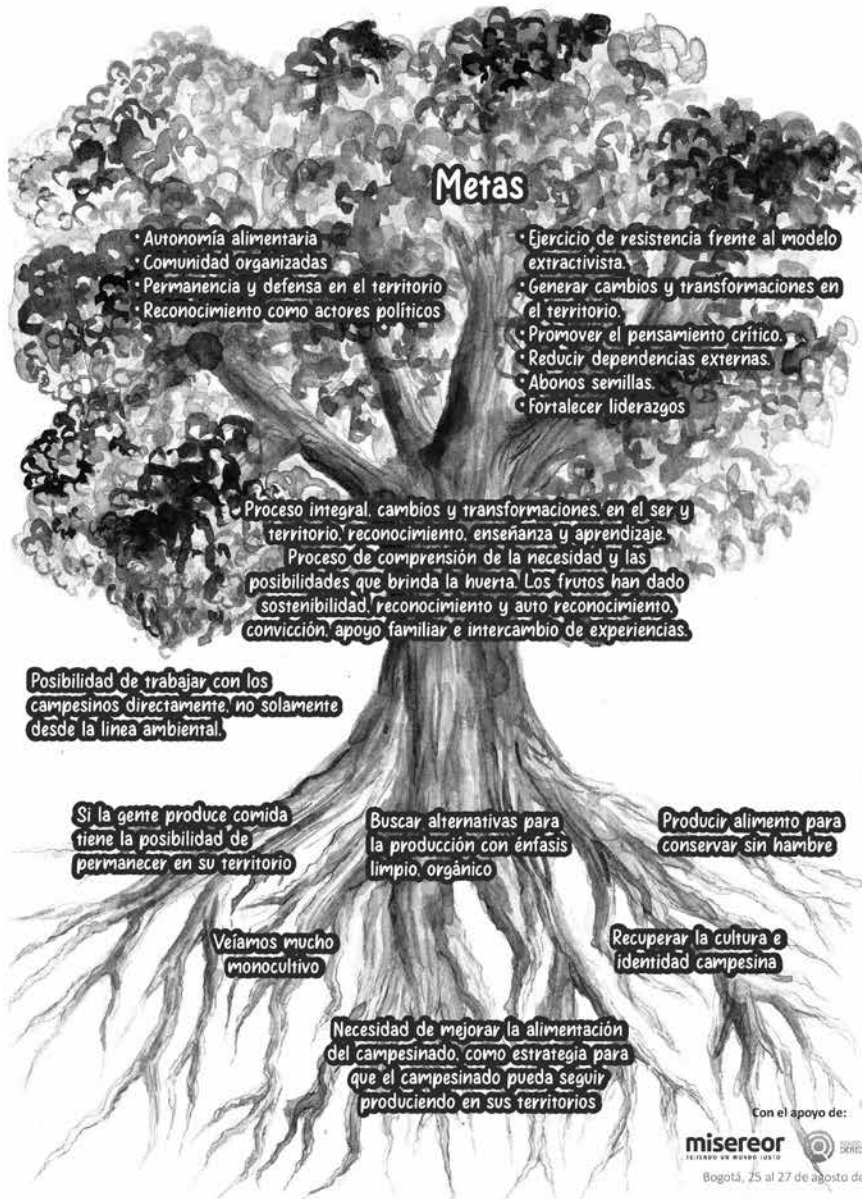 Metas
• Autonomía alimentaria
• Comunidad organizadas
• Permanencia y defensa en el territorio
• Reconocimiento como actores políticos
• Ejercicio de resistencia frente al modelo
extractivista.
• Generar cambios y transformaciones en
el territorio.
• Promover el pensamiento crítico.
• Reducir dependencias externas.
• Abonos semillas.
• Fortalecer liderazgos
Proceso integral, cambios y transformaciones, en el ser y
territorio, reconocimiento, enseñanza y aprendizaje.
Proceso de comprensión de la necesidad y las
posibilidades que brinda la huerta. Los frutos han dado
sostenibilidad, reconocimiento y auto reconocimiento,
convicción, apoyo familiar e intercambio de experiencias.
Posibilidad de trabajar con los
campesinos directamente, no solamente
desde la linea ambiental.
Si la gente produce comida
tiene la posibilidad de
permanecer en su territorio
Buscar alternativas para
la producción con énfasis
limpio, orgánico
Producir alimento para
conservar sin hambre
Veíamos mucho
monocultivo
Recuperar la cultura e
identidad campesina
Necesidad de mejorar la alimentación
del campesinado, como estrategia para
que el campesinado pueda seguir
produciendo en sus territorios
Con el apoyo de:
misereor
TEJIENDO UN MUNDO JUSTO
Bogotá, 25 al 27 de agosto de